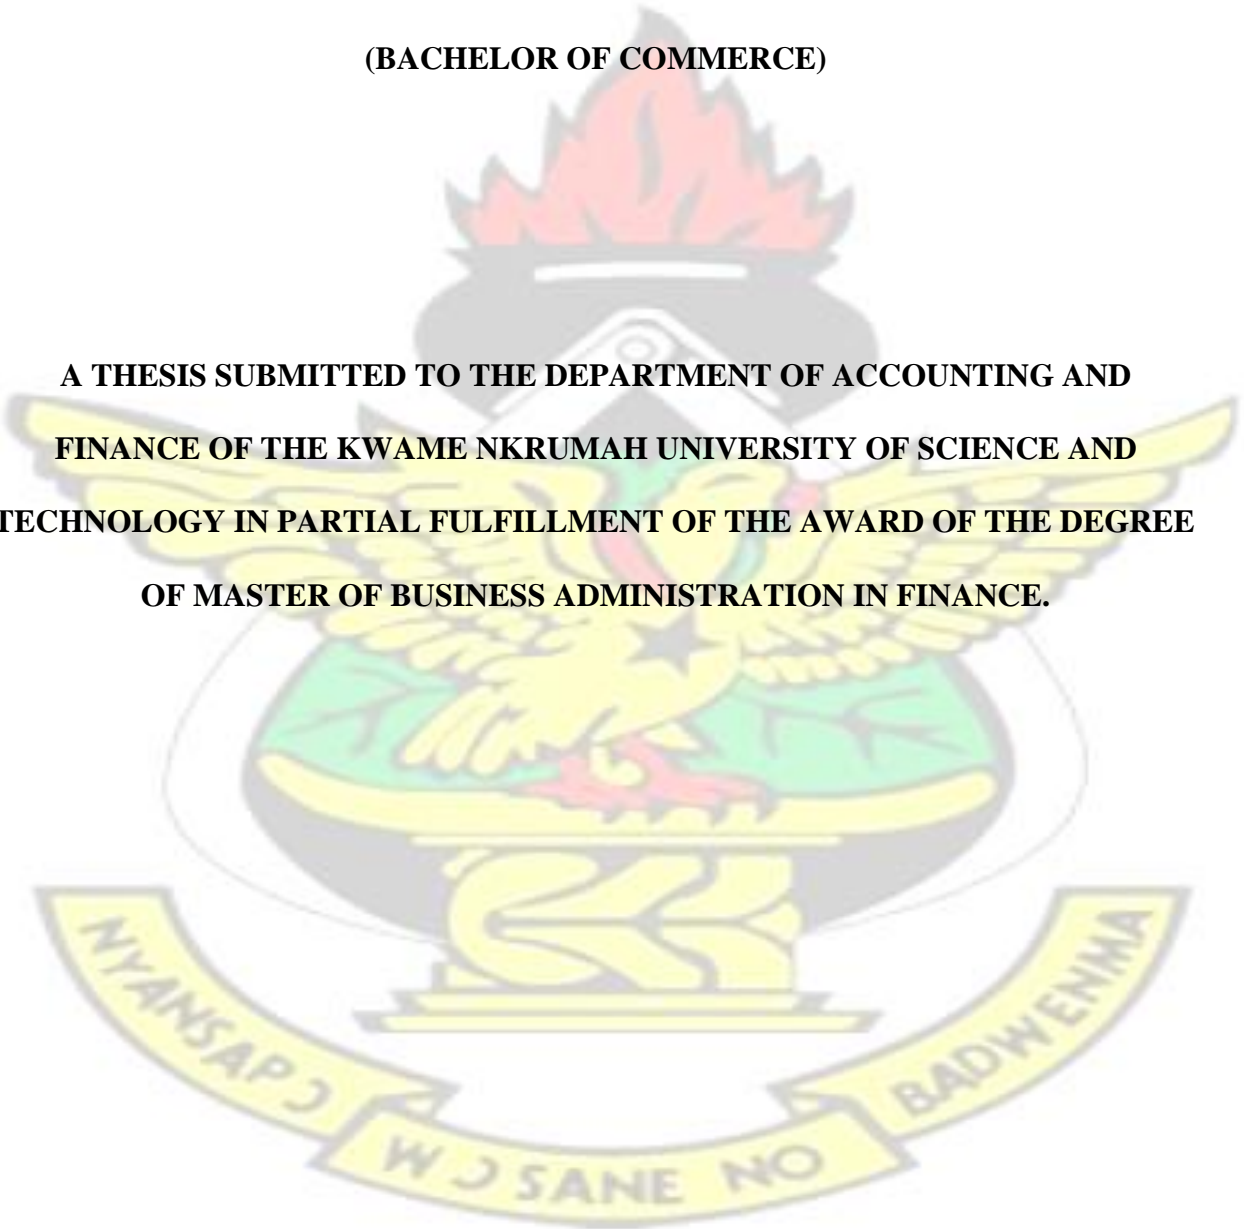 (BACHELOR OF COMMERCE)
A THESIS SUBMITTED TO THE DEPARTMENT OF ACCOUNTING AND
FINANCE OF THE KWAME NKRUMAH UNIVERSITY OF SCIENCE AND
TECHNOLOGY IN PARTIAL FULFILLMENT OF THE AWARD OF THE DEGREE
OF MASTER OF BUSINESS ADMINISTRATION IN FINANCE.
NYANSAPƆ
WƆSANE NO
BADWENMA